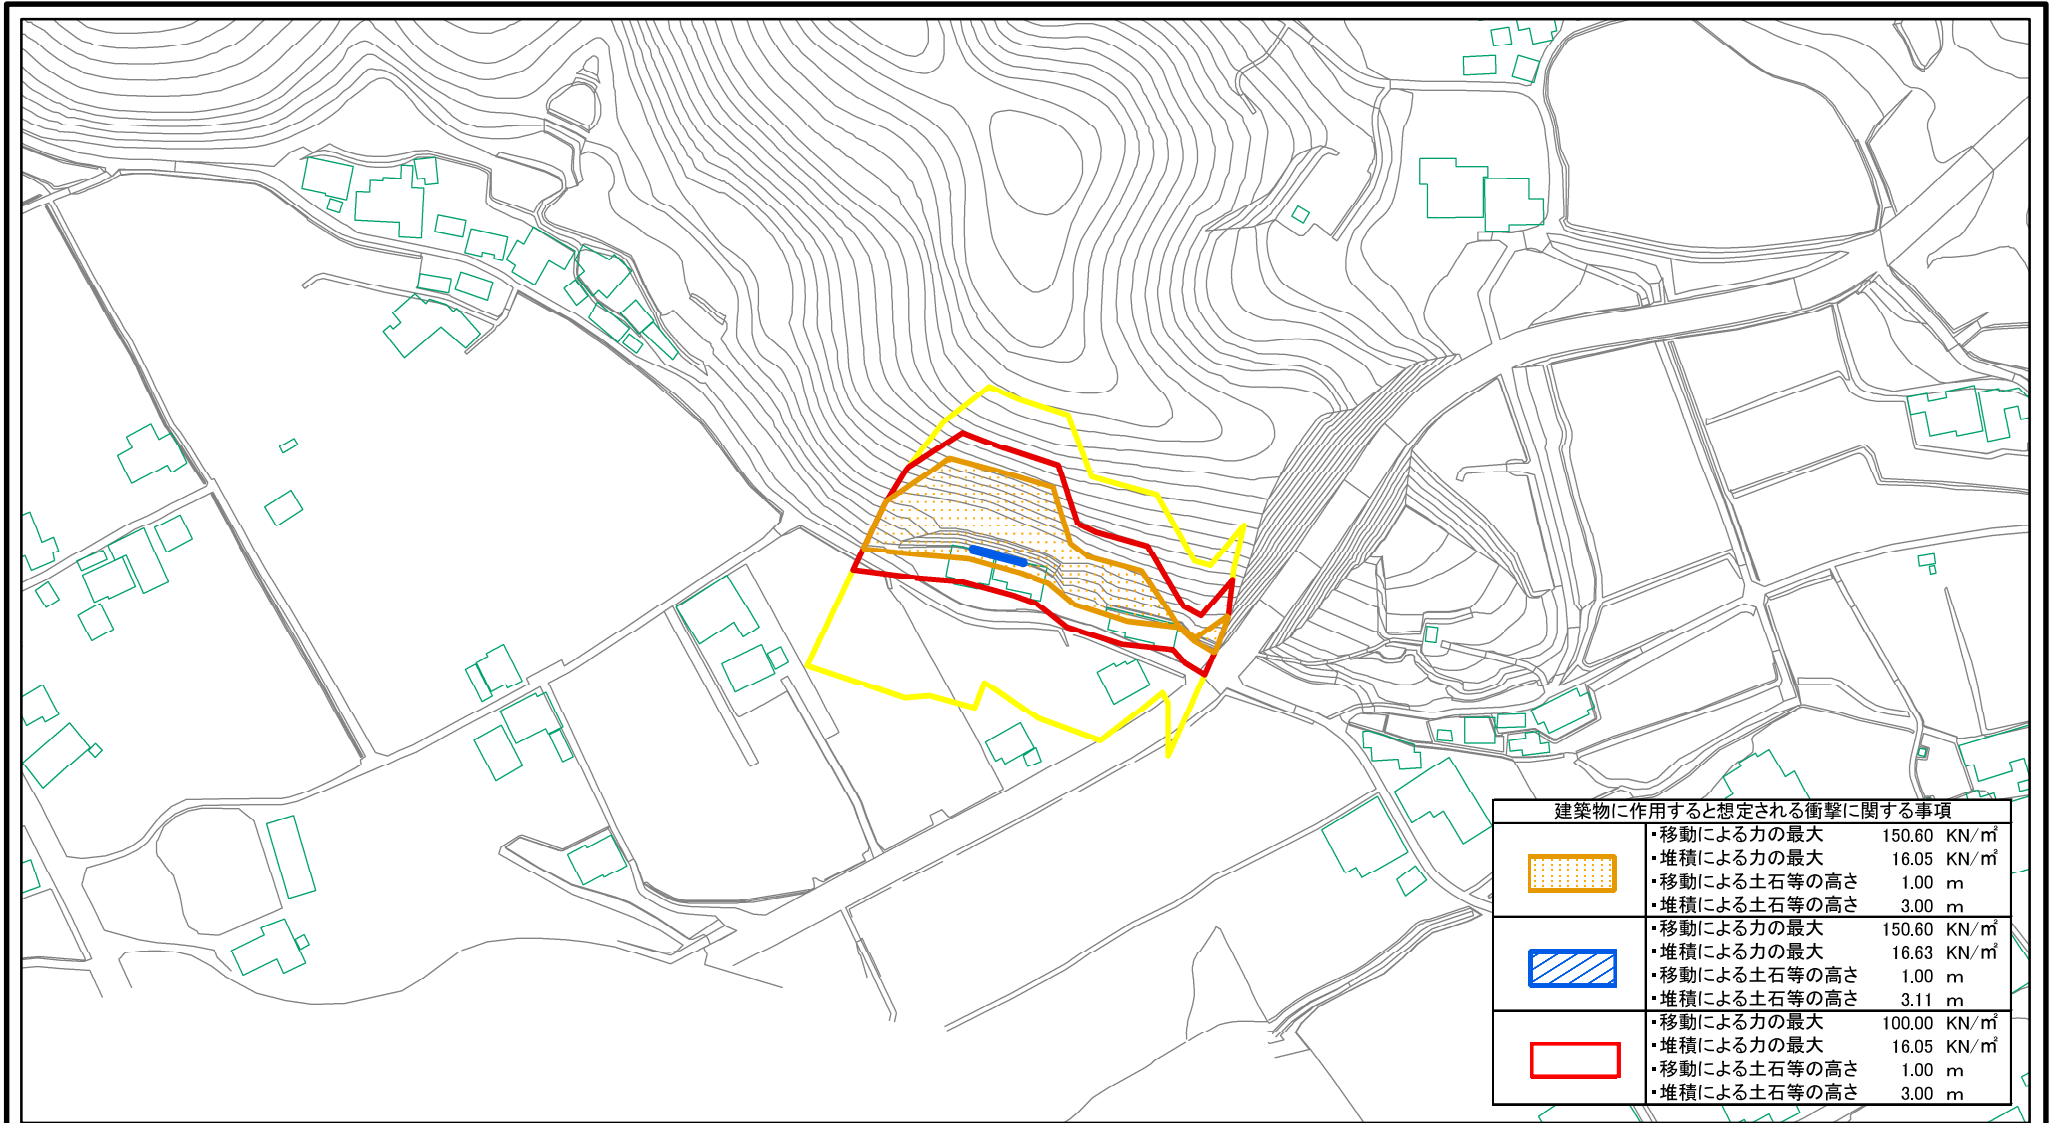 建築物に作用すると想定される衝撃に関する事項
・移動による力の最大 150.60 KN/㎡
・堆積による力の最大 16.05 KN/㎡
・移動による土石等の高さ 1.00 m
・堆積による土石等の高さ 3.00 m
・移動による力の最大 150.60 KN/㎡
・堆積による力の最大 16.63 KN/㎡
・移動による土石等の高さ 1.00 m
・堆積による土石等の高さ 3.11 m
・移動による力の最大 100.00 KN/㎡
・堆積による力の最大 16.05 KN/㎡
・移動による土石等の高さ 1.00 m
・堆積による土石等の高さ 3.00 m